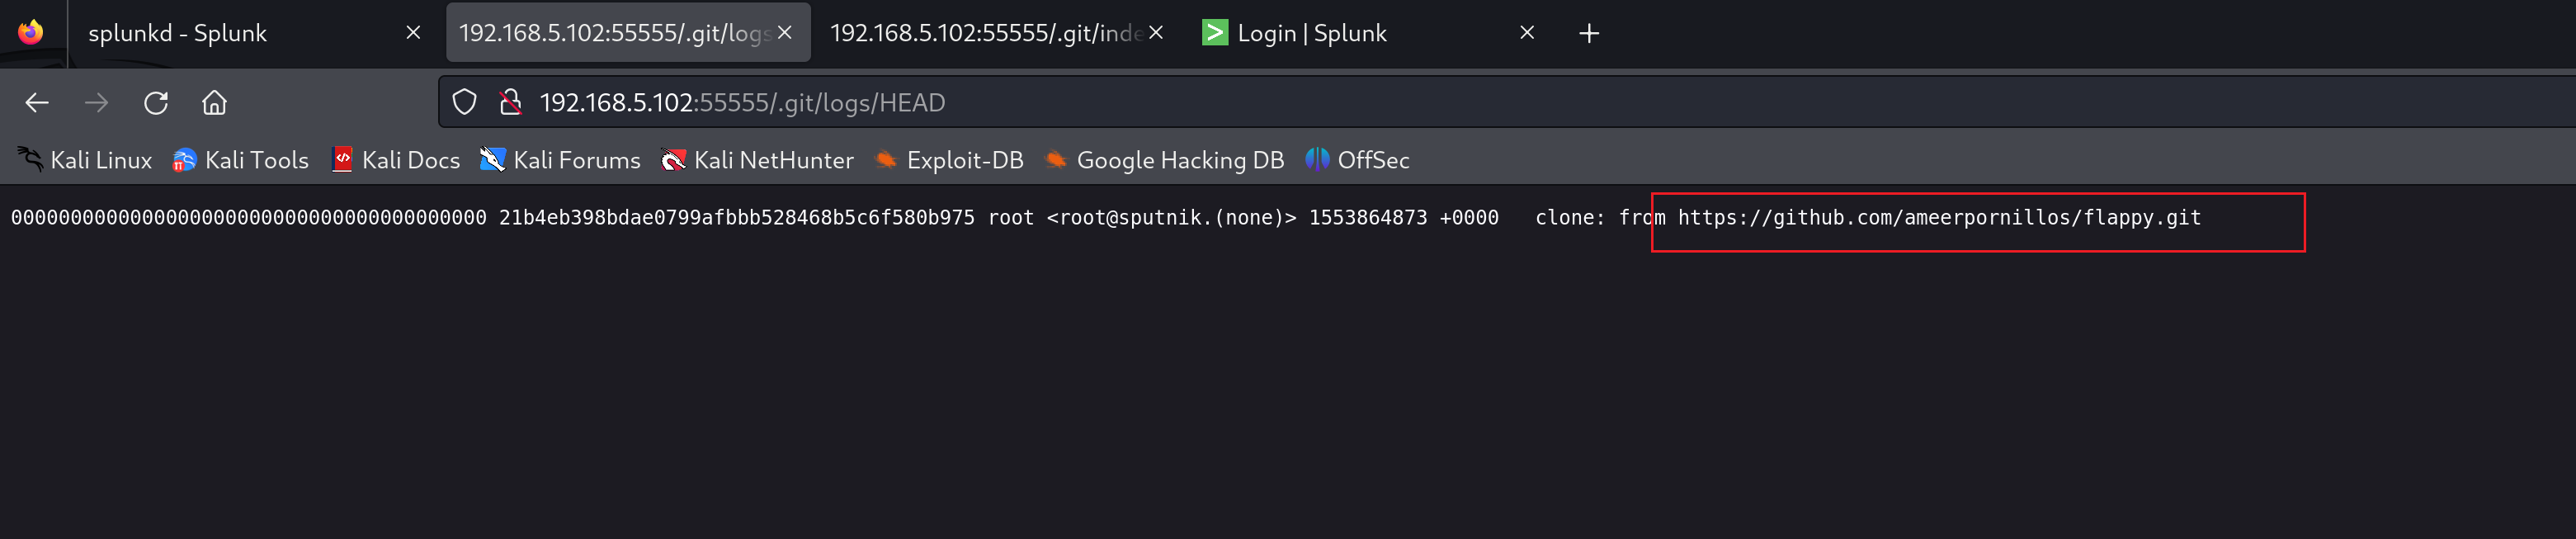 splunkd - Splunk
192.168.5.102:55555/.git/logs
192.168.5.102:55555/.git/inde
Login | Splunk
192.168.5.102:55555/.git/logs/HEAD
Kali Linux Kali Tools Kali Docs Kali Forums Kali NetHunter Exploit-DB Google Hacking DB OffSec
0000000000000000000000000000000000000000 21b4eb398bdae0799afbbb528468b5c6f580b975 root <root@sputnik.(none)> 1553864873 +0000 clone: from https://github.com/ameerpornillos/flappy.git